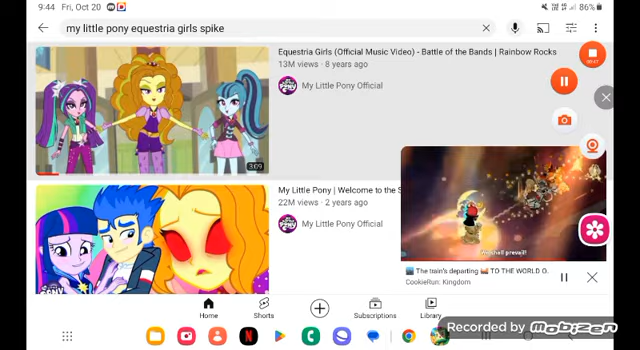 9:44 Fri, Oct 20
86%
my little pony equestria girls spike
Equestria Girls (Official Music Video) - Battle of the Bands | Rainbow Rocks
13M views · 8 years ago
My Little Pony Official
3:09
My Little Pony | Welcome to the S
22M views · 2 years ago
My Little Pony Official
We shall prevail!
The train's departing TO THE WORLD O.
CookieRun: Kingdom
Home
Shorts
Subscriptions
Library
Recorded by Mobizen